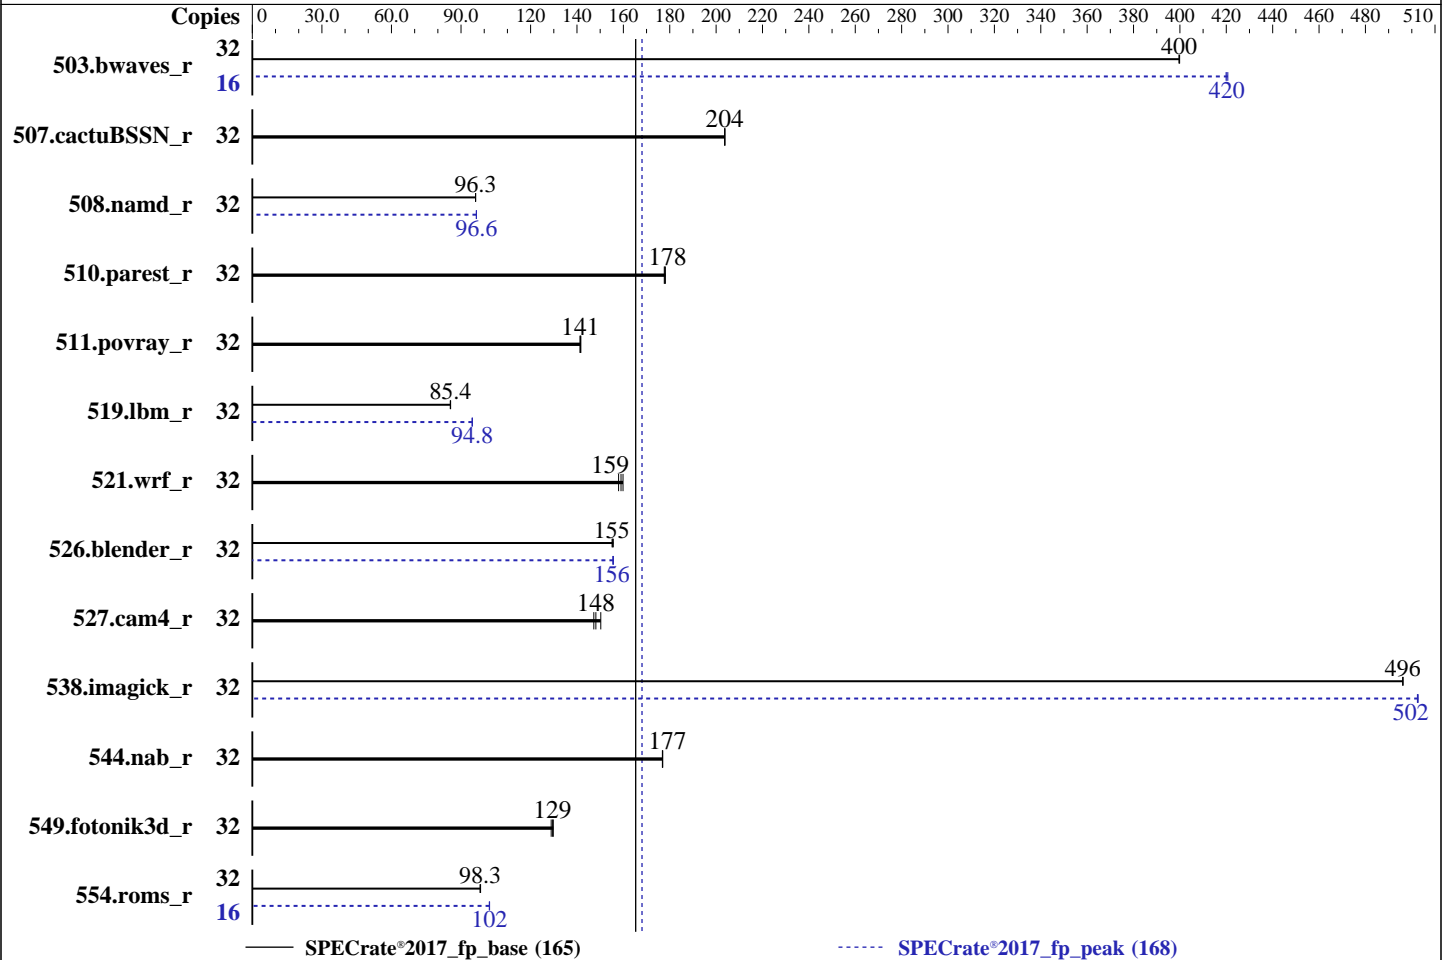 Copies 0 30.0 60.0 90.0 120 140 160 180 200 220 240 260 280 300 320 340 360 380 400 420 440 460 480 510
503.bwaves_r 32 400
16 420
507.cactuBSSN_r 32 204
508.namd_r 32 96.3
96.6
510.parest_r 32 178
511.povray_r 32 141
519.lbm_r 32 85.4
94.8
521.wrf_r 32 159
526.blender_r 32 155
156
527.cam4_r 32 148
538.imagick_r 32 496
502
544.nab_r 32 177
549.fotonik3d_r 32 129
554.roms_r 32 98.3
16 102
SPECrate®2017_fp_base (165) SPECrate®2017_fp_peak (168)